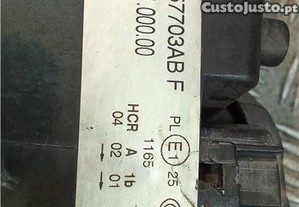 CustoJusto.pt
57703AB F
.000.00
HCR A 1b
04 02 01
1165
PL E1 25